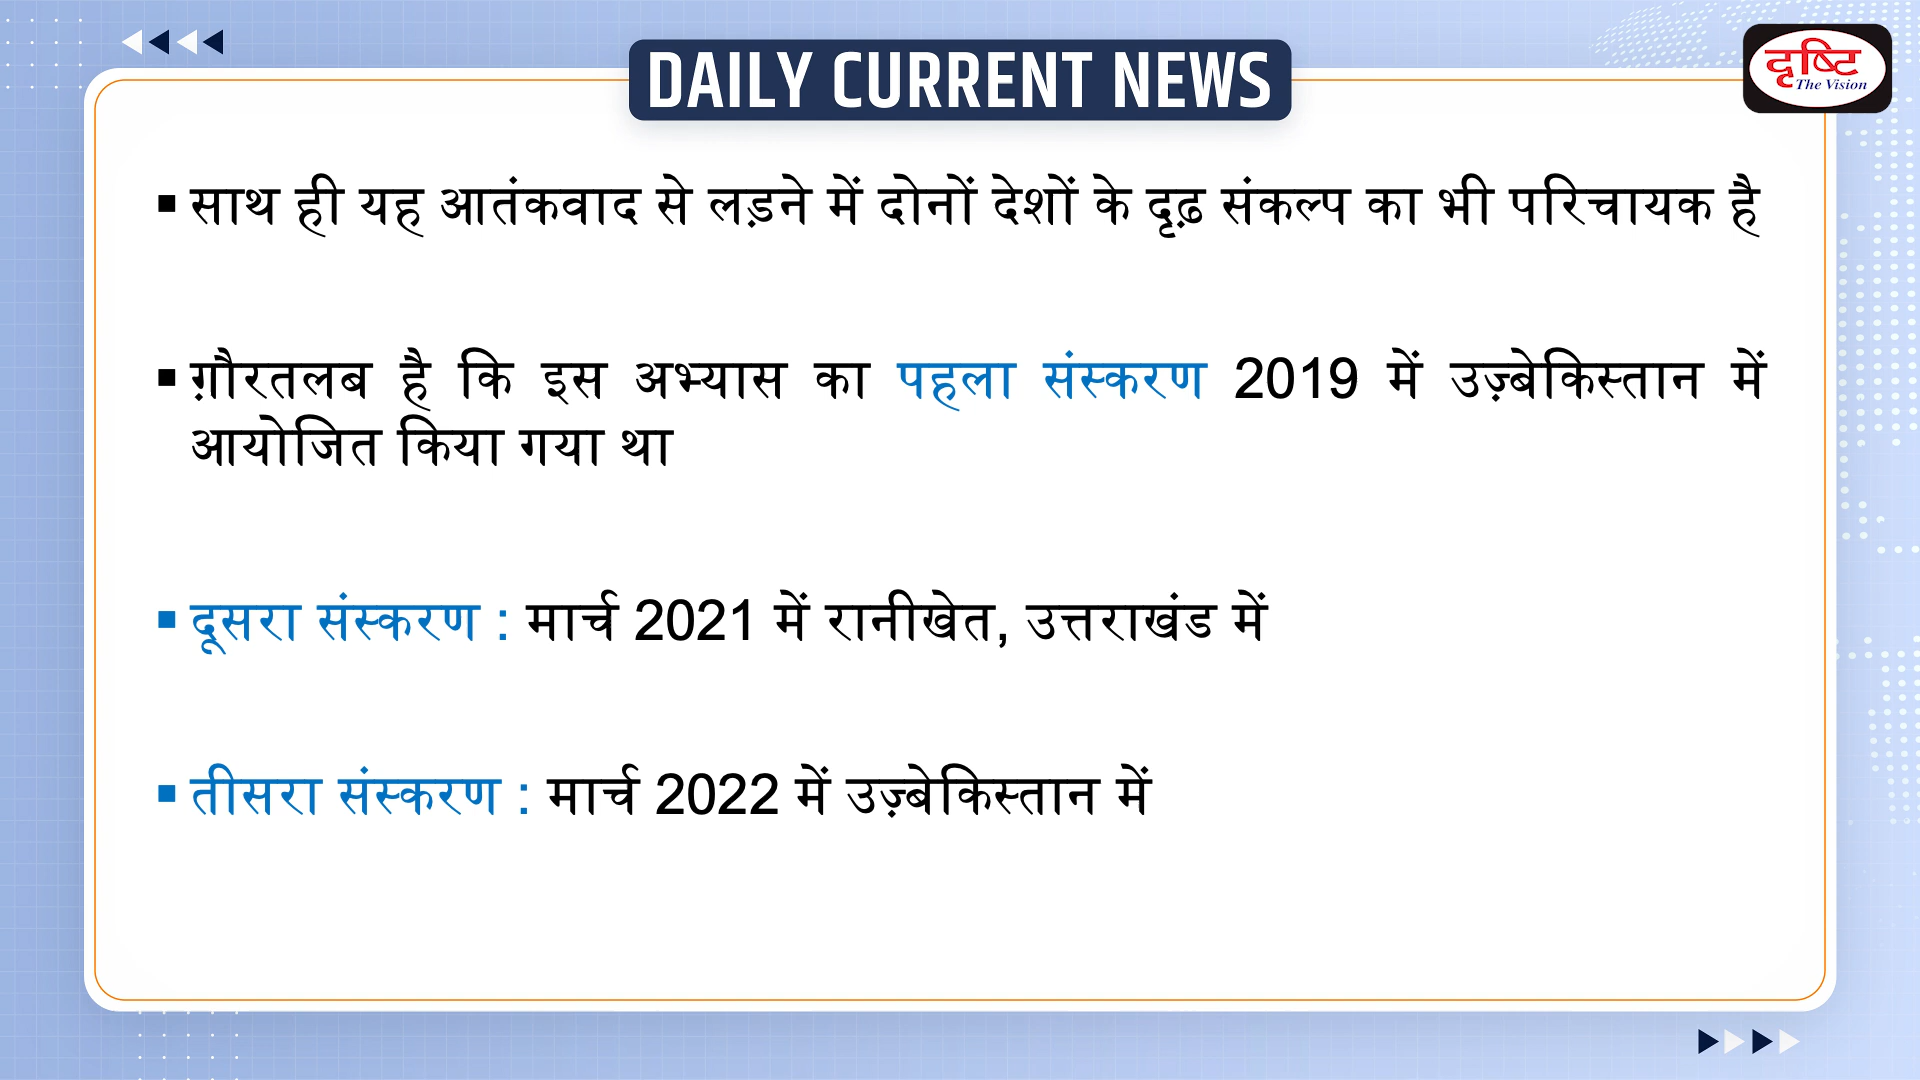 DAILY CURRENT NEWS
दृष्टि
The Vision
▪ साथ ही यह आतंकवाद से लड़ने में दोनों देशों के दृढ़ संकल्प का भी परिचायक है
▪ ग़ौरतलब है कि इस अभ्यास का पहला संस्करण 2019 में उज़्बेकिस्तान में
आयोजित किया गया था
▪ दूसरा संस्करण : मार्च 2021 में रानीखेत, उत्तराखंड में
▪ तीसरा संस्करण : मार्च 2022 में उज़्बेकिस्तान में